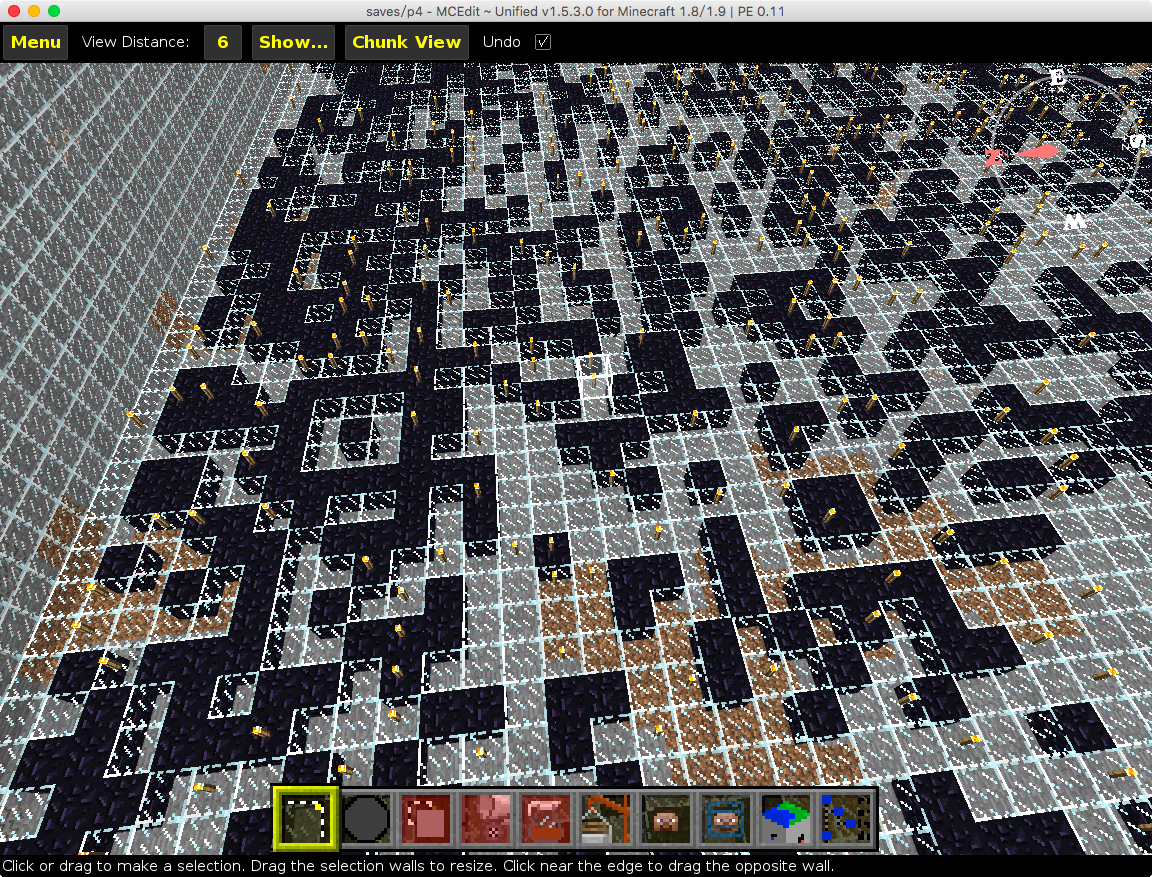 saves/p4 - MCEdit ~ Unified v1.5.3.0 for Minecraft 1.8/1.9 | PE 0.11
Menu View Distance: 6 Show... Chunk View Undo
E
S
N
W
Click or drag to make a selection. Drag the selection walls to resize. Click near the edge to drag the opposite wall.